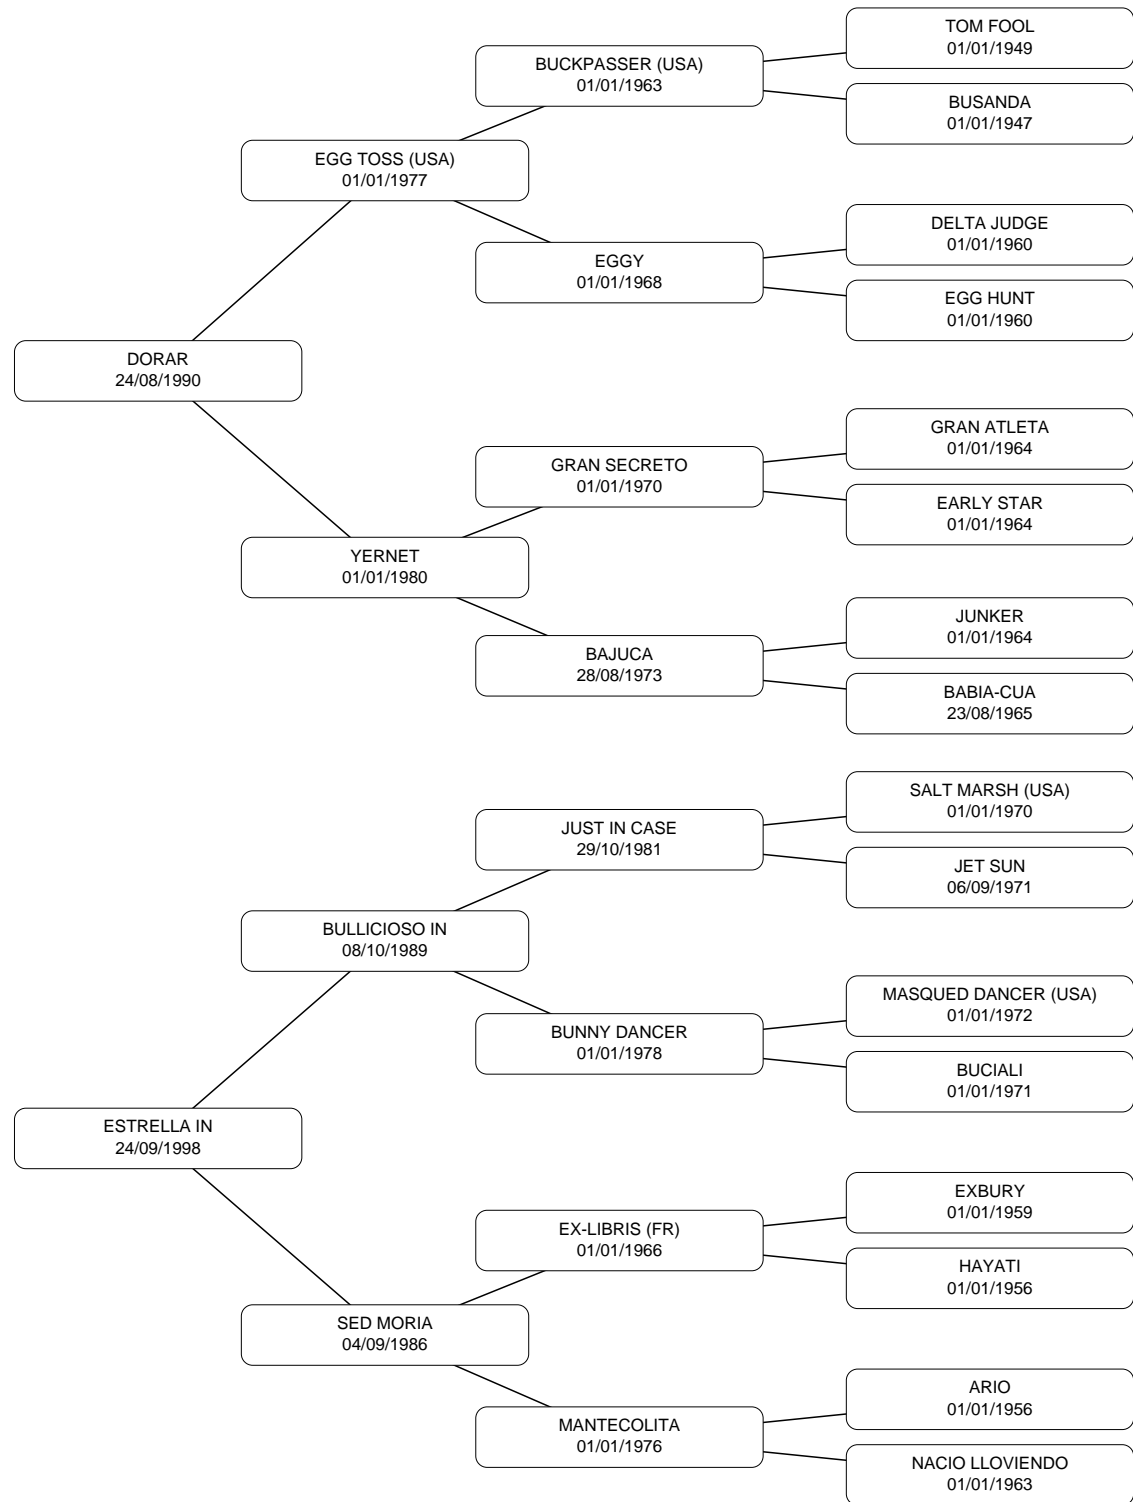 TOM FOOL
01/01/1949
BUCKPASSER (USA)
01/01/1963
BUSANDA
01/01/1947
EGG TOSS (USA)
01/01/1977
DELTA JUDGE
01/01/1960
EGGY
01/01/1968
EGG HUNT
01/01/1960
DORAR
24/08/1990
GRAN ATLETA
01/01/1964
GRAN SECRETO
01/01/1970
EARLY STAR
01/01/1964
YERNET
01/01/1980
JUNKER
01/01/1964
BAJUCA
28/08/1973
BABIA-CUA
23/08/1965
SALT MARSH (USA)
01/01/1970
JUST IN CASE
29/10/1981
JET SUN
06/09/1971
BULLICIOSO IN
08/10/1989
MASQUED DANCER (USA)
01/01/1972
BUNNY DANCER
01/01/1978
BUCIALI
01/01/1971
ESTRELLA IN
24/09/1998
EXBURY
01/01/1959
EX-LIBRIS (FR)
01/01/1966
HAYATI
01/01/1956
SED MORIA
04/09/1986
ARIO
01/01/1956
MANTECOLITA
01/01/1976
NACIO LLOVIENDO
01/01/1963